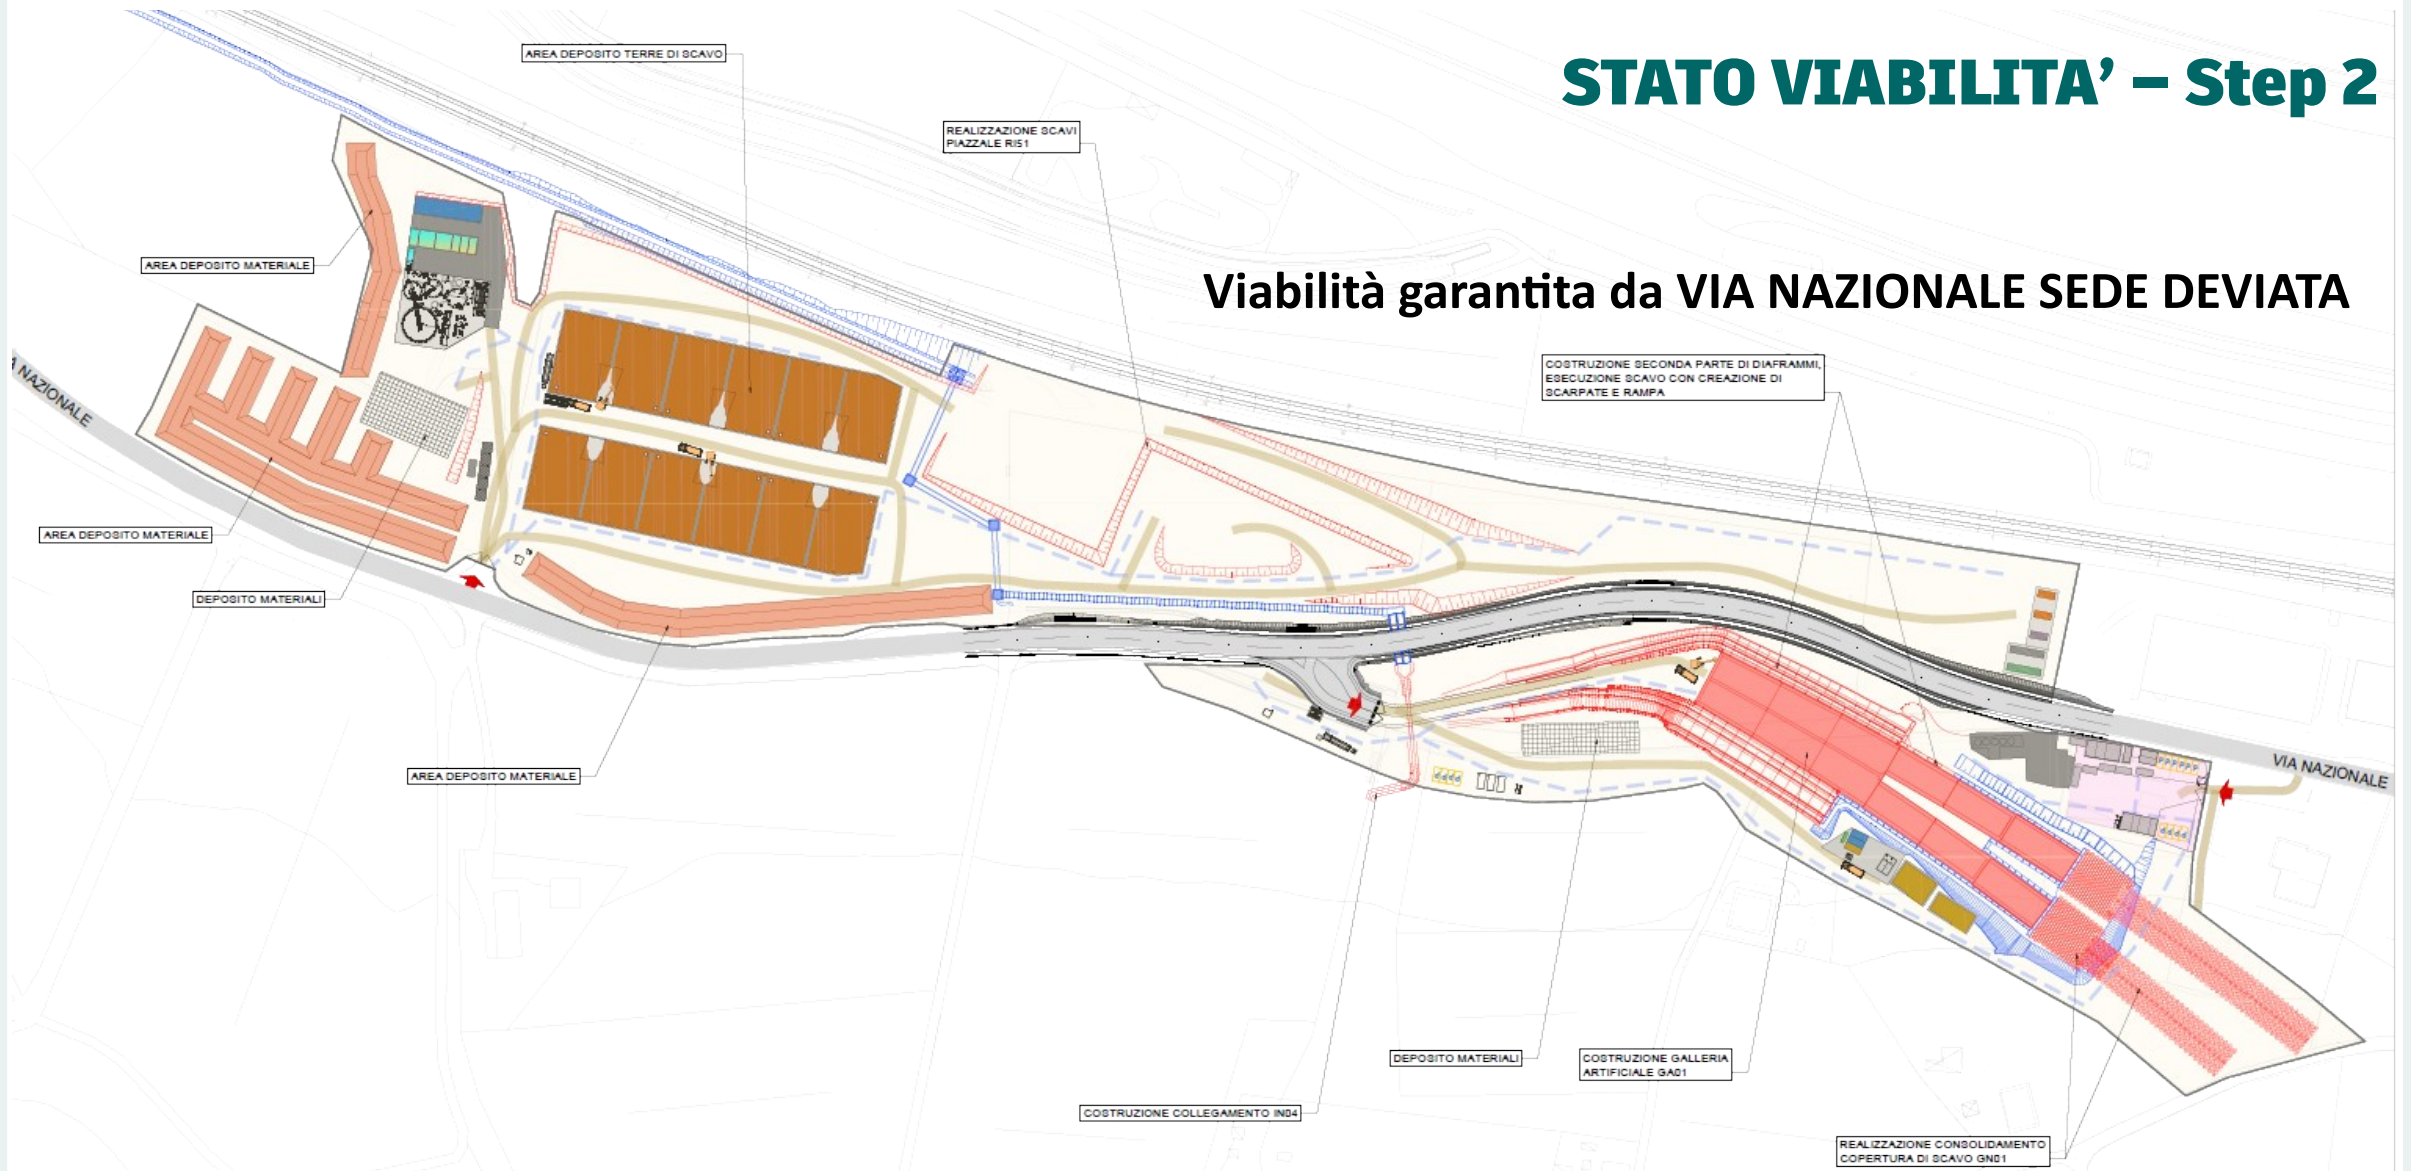 STATO VIABILITA’ – Step 2
AREA DEPOSITO TERRE DI SCAVO
REALIZZAZIONE SCAVI
PIAZZALE RI51
AREA DEPOSITO MATERIALE
Viabilità garantita da VIA NAZIONALE SEDE DEVIATA
COSTRUZIONE SECONDA PARTE DI DIAFRAMMI,
ESECUZIONE SCAVO CON CREAZIONE DI
SCARPATE E RAMPA
NAZIONALE
AREA DEPOSITO MATERIALE
DEPOSITO MATERIALI
AREA DEPOSITO MATERIALE
VIA NAZIONALE
PPPPPP
DEPOSITO MATERIALI
COSTRUZIONE GALLERIA
ARTIFICIALE GA01
COSTRUZIONE COLLEGAMENTO IN04
REALIZZAZIONE CONSOLIDAMENTO
COPERTURA DI SCAVO GN01